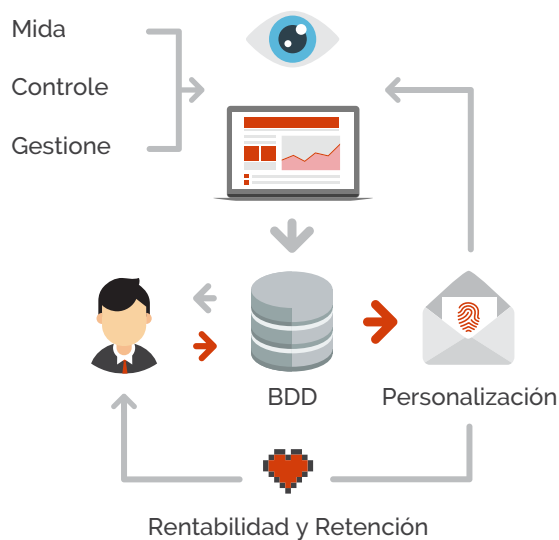 Mida
Controle
Gestione
BDD
Personalización
Rentabilidad y Retención